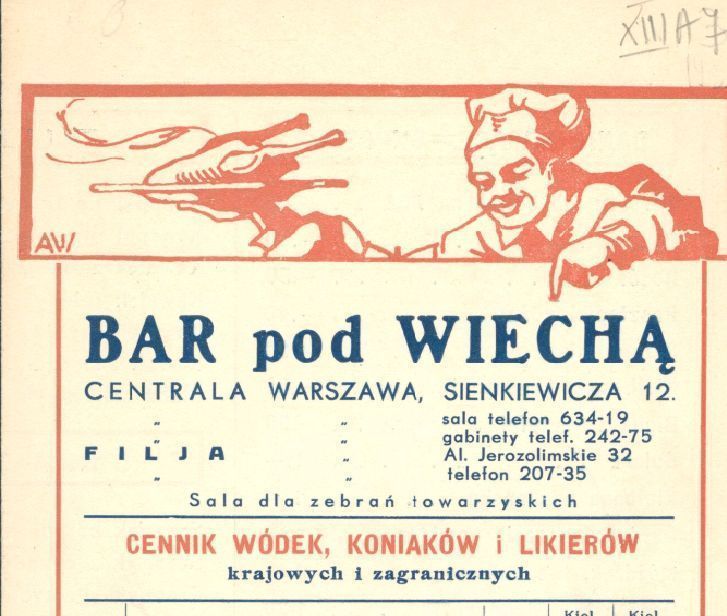 XIII A 7
AW
BAR pod WIECHĄ
CENTRALA WARSZAWA, SIENKIEWICZA 12.
„ „ sala telefon 634-19
„ „ gabinety telef. 242-75
FILJA „ Al. Jerozolimskie 32
„ „ telefon 207-35
Sala dla zebrań towarzyskich
CENNIK WÓDEK, KONIAKÓW i LIKIERÓW
krajowych i zagranicznych
Kiel Kiel